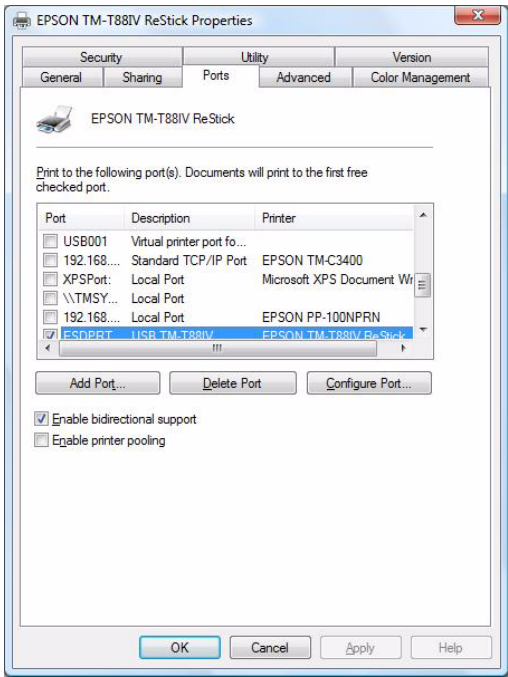 EPSON TM-T88IV ReStick Properties
Security Utility Version
General Sharing Ports Advanced Color Management
EPSON TM-T88IV ReStick
Print to the following port(s). Documents will print to the first free
checked port.
Port Description Printer
USB001 Virtual printer port fo...
192.168.... Standard TCP/IP Port EPSON TM-C3400
XPSPort: Local Port Microsoft XPS Document Wr
\\TMSY... Local Port
192.168.... Local Port EPSON PP-100NPRN
ESDPRT... USB TM-T88IV EPSON TM-T88IV ReStick
Add Port... Delete Port Configure Port...
Enable bidirectional support
Enable printer pooling
OK Cancel Apply Help